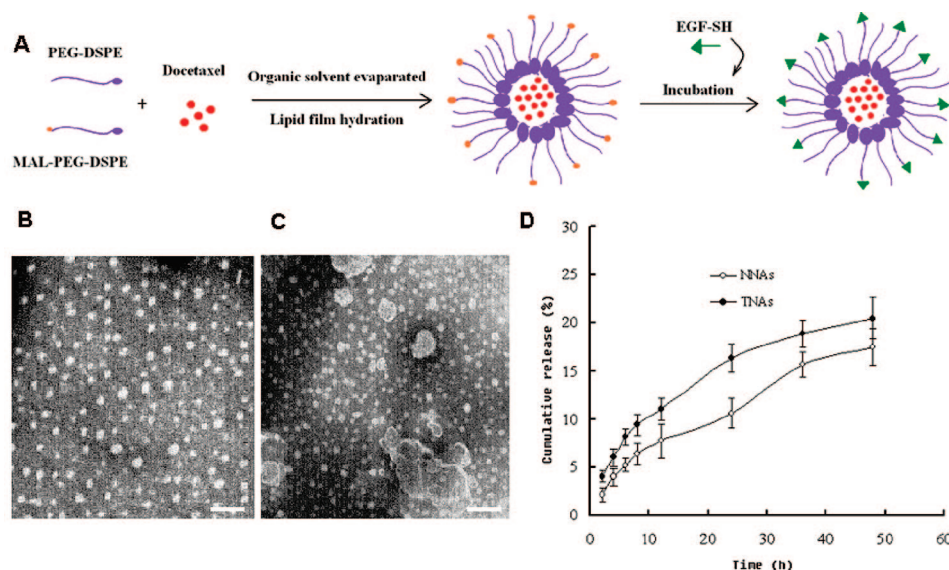 A
PEG-DSPE
MAL-PEG-DSPE
+
Docetaxel
Organic solvent evaparated
Lipid film hydration
EGF-SH
Incubation
B
C
D
Cumulative release (%)
30
25
20
15
10
5
0
NNAs
TNAs
0 10 20 30 40 50 60
Time (h)